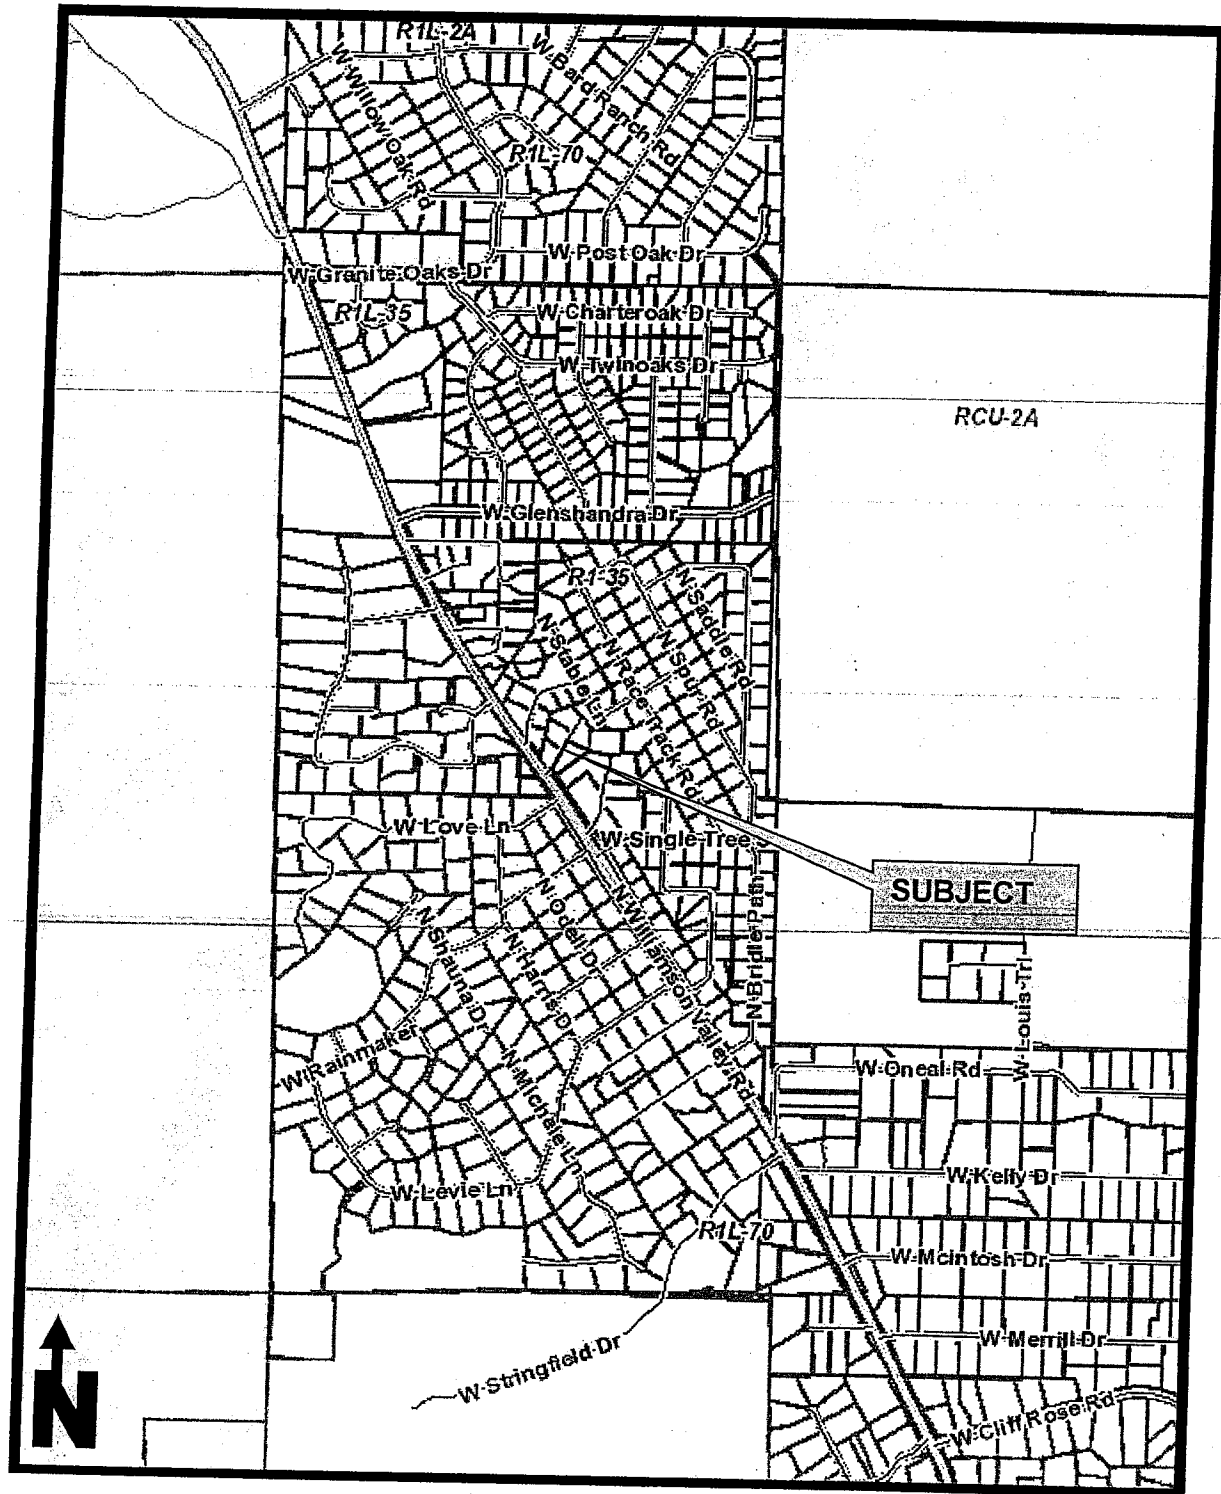 R1L-2A
W Willow Oak Rd
W Bard Ranch Rd
R1L-70
W Post Oak Dr
W Granite Oaks Dr
R1L-35
W Charteroak Dr
W Twinoaks Dr
RCU-2A
W Glenshandra Dr
R1-35
N Saddle Rd
N Stable Ln
N Spur Rd
N Race Track Rd
W Love Ln
W Single Tree
SUBJECT
N Odell D
N Williamson Valley Rd
N Shauna Dr
N Harris Dr
N Bridle Path
W Louis Trl
W Rainmaker
N Michale Ln
W Oneal Rd
W Kelly Dr
W Levie Ln
R1L-70
W Mcintosh Dr
W Merrill Dr
W Stringfield Dr
W Cliff Rose Rd
N